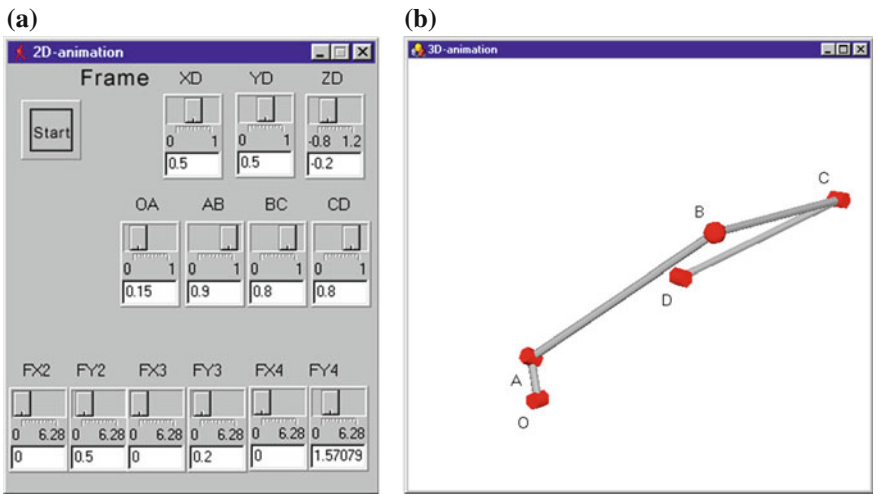 (a)
2D-animation
Frame XD YD ZD
Start
0 1 0 1 -0.8 1.2
0.5 0.5 -0.2
OA AB BC CD
0 1 0 1 0 1 0 1
0.15 0.9 0.8 0.8
FX2 FY2 FX3 FY3 FX4 FY4
0 6.28 0 6.28 0 6.28 0 6.28 0 6.28 0 6.28
0 0.5 0 0.2 0 1.57079
(b)
3D-animation
C
B
D
A
O